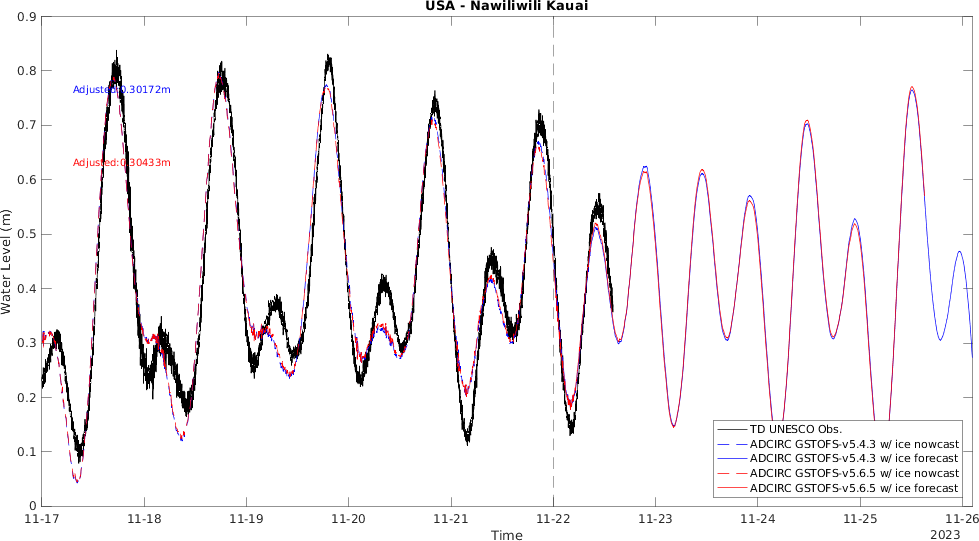 USA - Nawiliwili Kauai
0.9
0.8
0.7
0.6
0.5
0.4
0.3
0.2
0.1
0
Water Level (m)
Adjusted:0.30172m
Adjusted:0.30433m
TD UNESCO Obs.
ADCIRC GSTOFS-v5.4.3 w/ ice nowcast
ADCIRC GSTOFS-v5.4.3 w/ ice forecast
ADCIRC GSTOFS-v5.6.5 w/ ice nowcast
ADCIRC GSTOFS-v5.6.5 w/ ice forecast
11-17 11-18 11-19 11-20 11-21 11-22 11-23 11-24 11-25 11-26
Time
2023